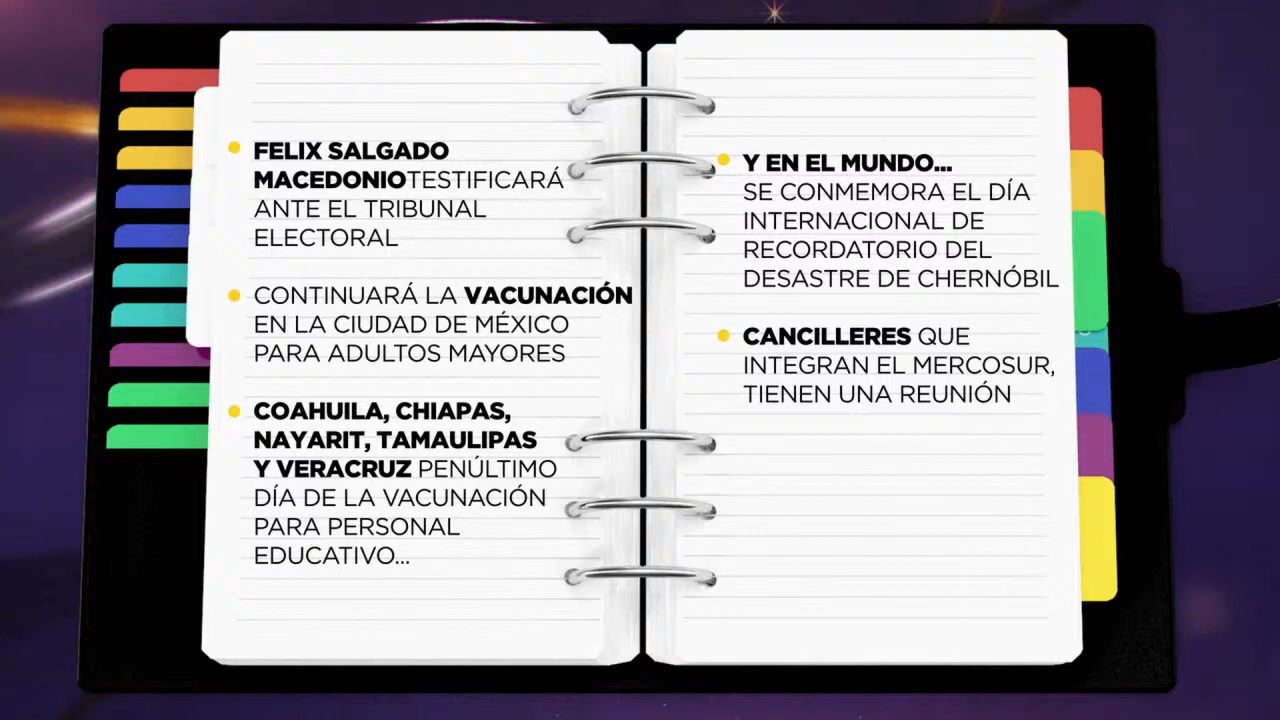 FELIX SALGADO
MACEDONIOTESTIFICARÁ
ANTE EL TRIBUNAL
ELECTORAL
CONTINUARÁ LA VACUNACIÓN
EN LA CIUDAD DE MÉXICO
PARA ADULTOS MAYORES
COAHUILA, CHIAPAS,
NAYARIT, TAMAULIPAS
Y VERACRUZ PENÚLTIMO
DÍA DE LA VACUNACIÓN
PARA PERSONAL
EDUCATIVO...
Y EN EL MUNDO...
SE CONMEMORA EL DÍA
INTERNACIONAL DE
RECORDATORIO DEL
DESASTRE DE CHERNÓBIL
CANCILLERES QUE
INTEGRAN EL MERCOSUR,
TIENEN UNA REUNIÓN